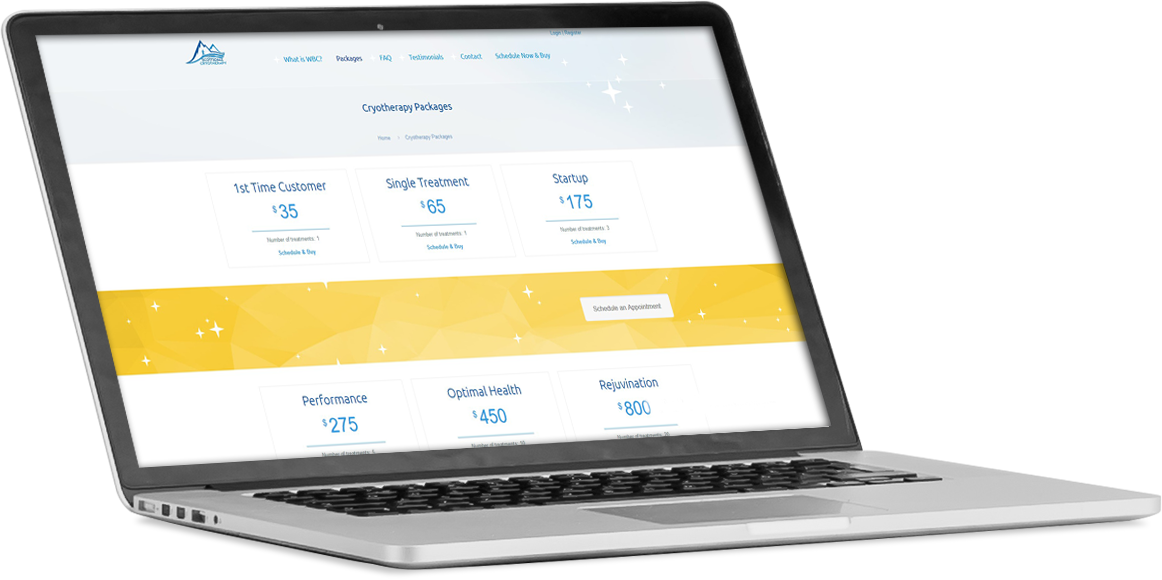 Login | Register
What is WBC?
Packages
FAQ
Testimonials
Contact
Schedule Now & Buy
Cryotherapy Packages
Home
Cryotherapy Packages
1st Time Customer
$35
Number of treatments: 1
Schedule & Buy
Single Treatment
$65
Number of treatments: 1
Schedule & Buy
Startup
$175
Number of treatments: 3
Schedule & Buy
Schedule an Appointment
Performance
$275
Number of treatments:
Optimal Health
$450
Number of treatments: 10
Rejuvination
$800
Number of treatments: